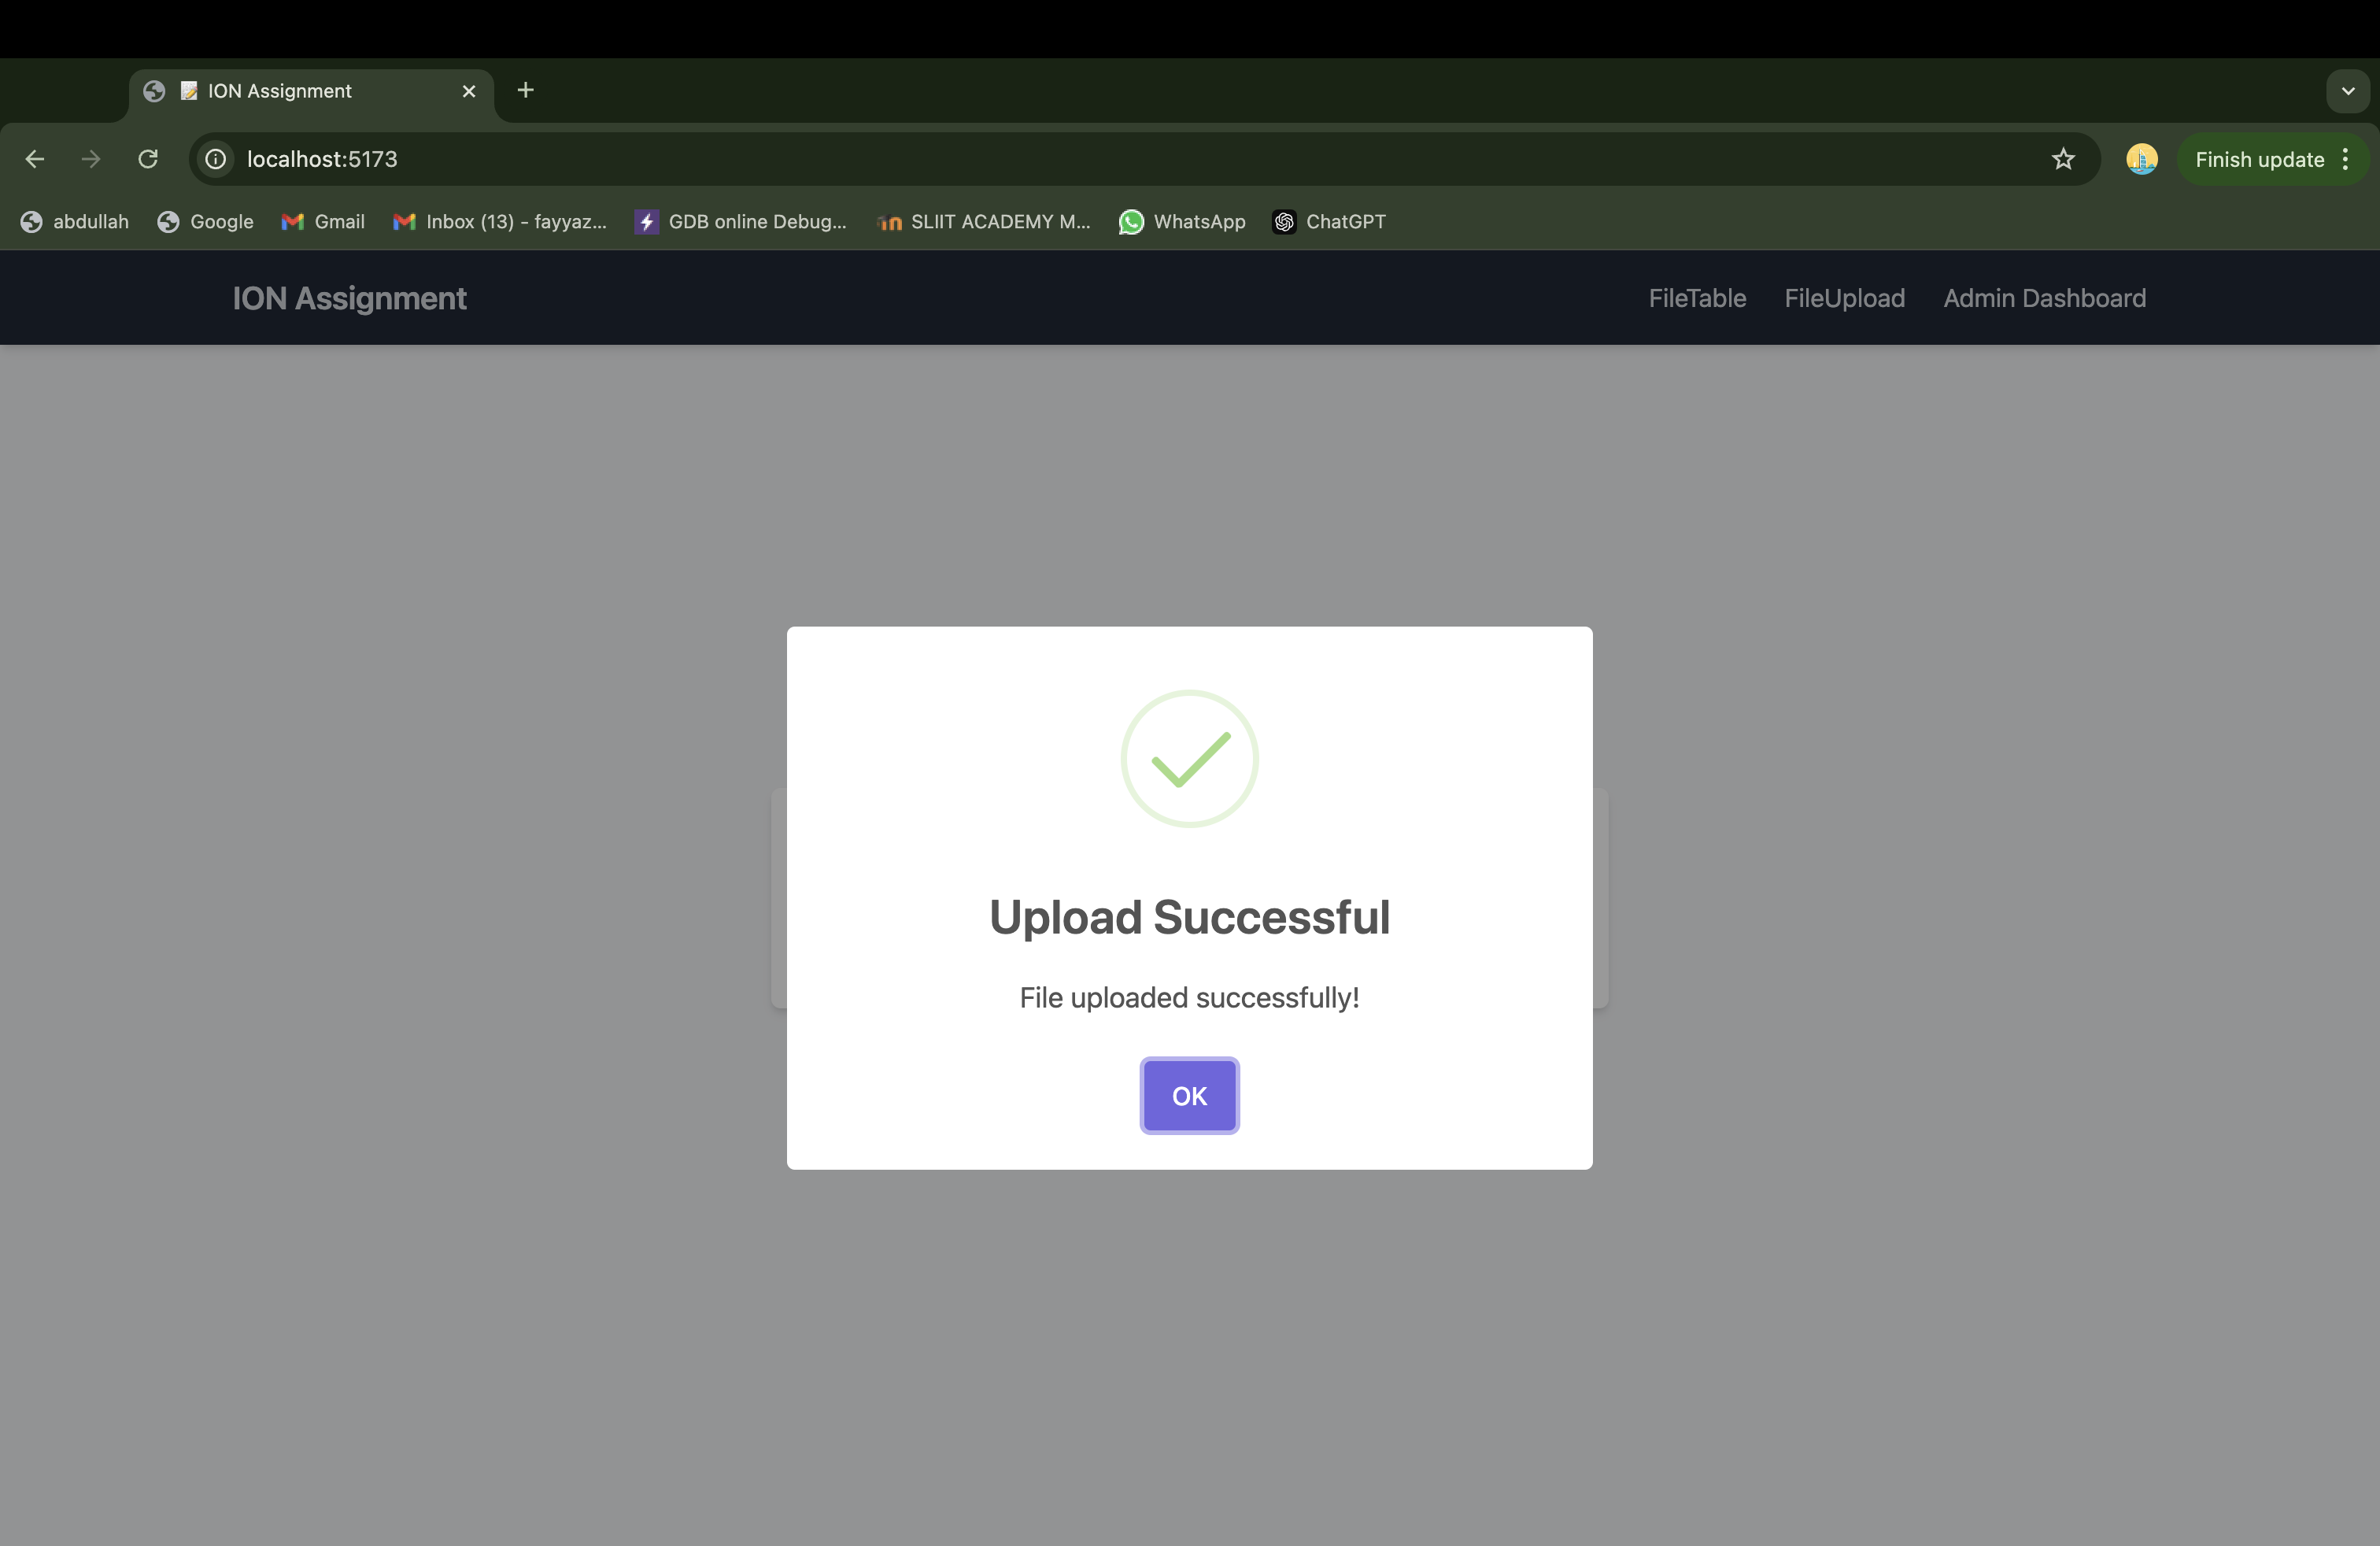 ION Assignment
localhost:5173
Finish update
abdullah Google Gmail Inbox (13) - fayyaz... GDB online Debug... SLIIT ACADEMY M... WhatsApp ChatGPT
ION Assignment FileTable FileUpload Admin Dashboard
Upload Successful
File uploaded successfully!
OK